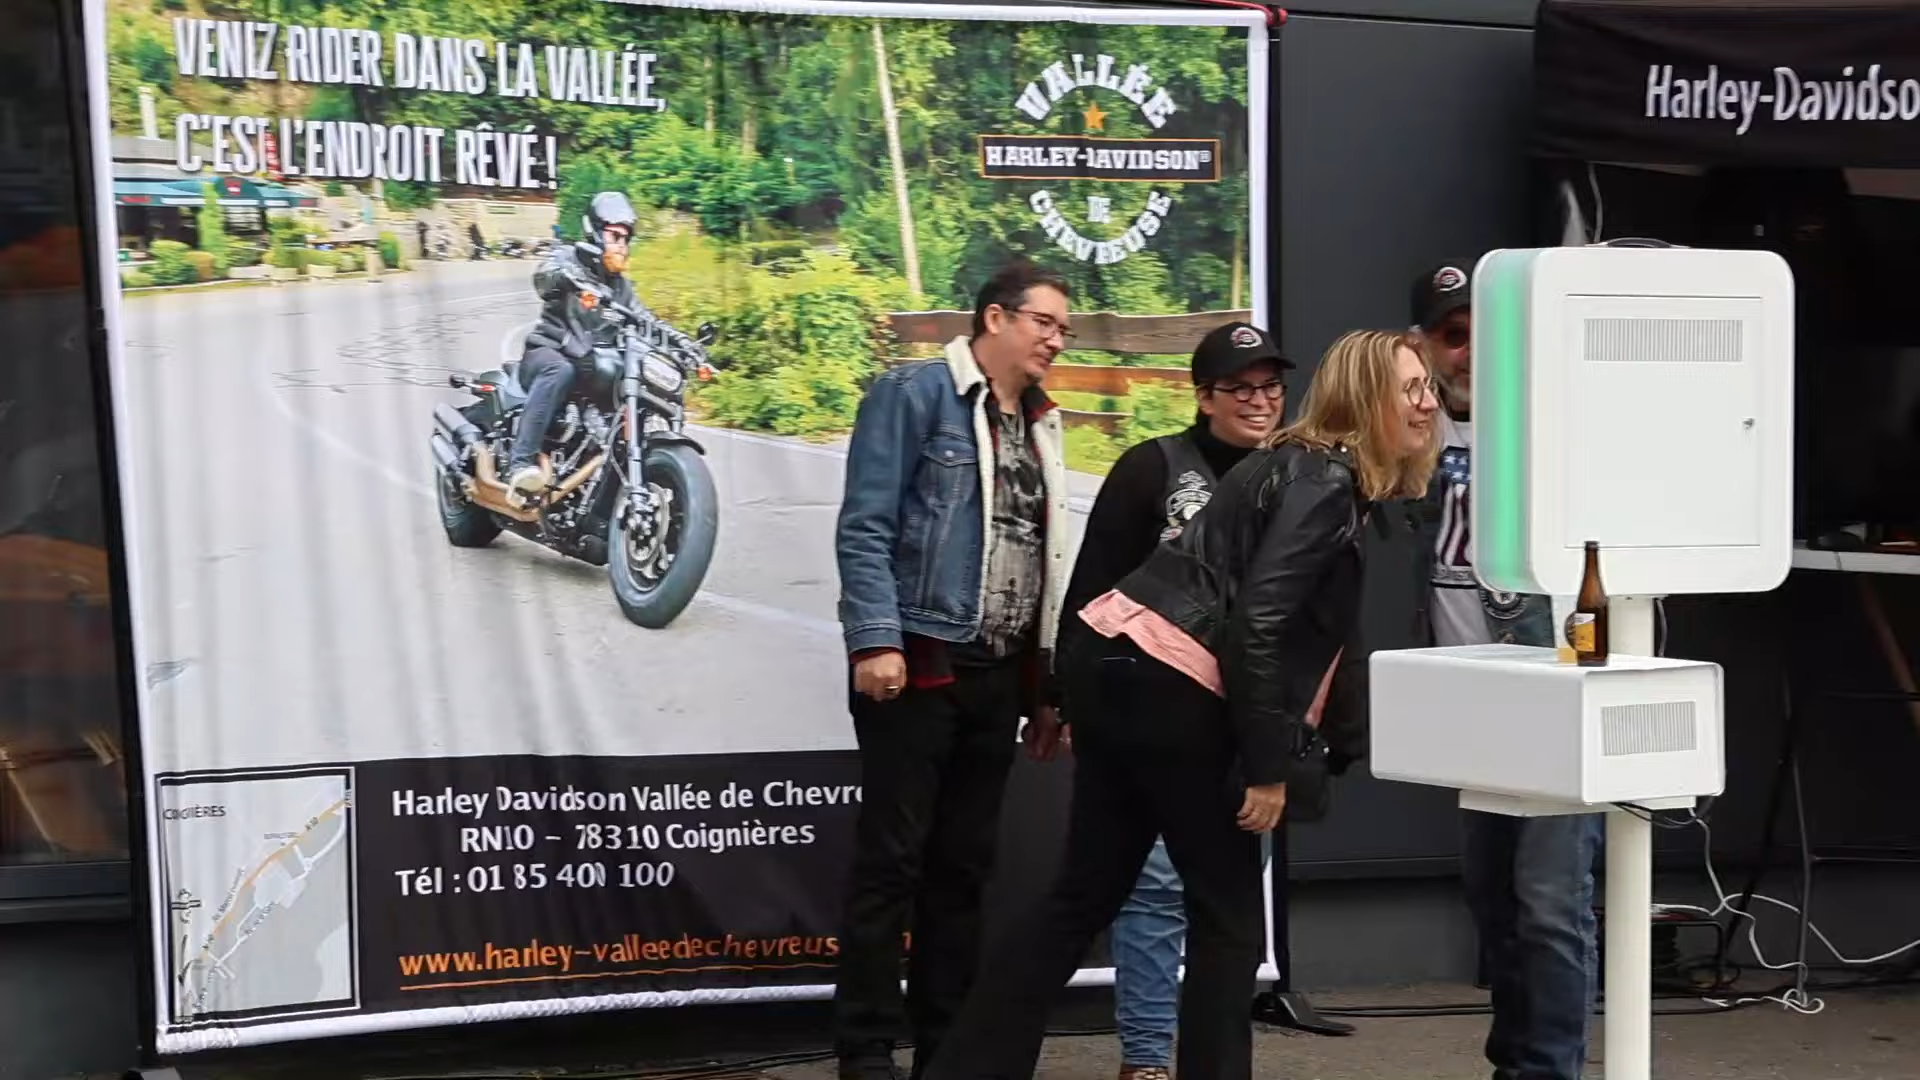 VENIZ RIDER DANS LA VALLÉE,
C'EST L'ENDROIT RÊVÉ !
VALLÉE
HARLEY-DAVIDSON®
DE
CHEVREUSE
Harley-Davidso
COIGNIÈRES
Harley Davidson Vallée de Chevre
RN10 – 78310 Coignières
Tél : 01 85 400 100
www.harley-valleedechevreus